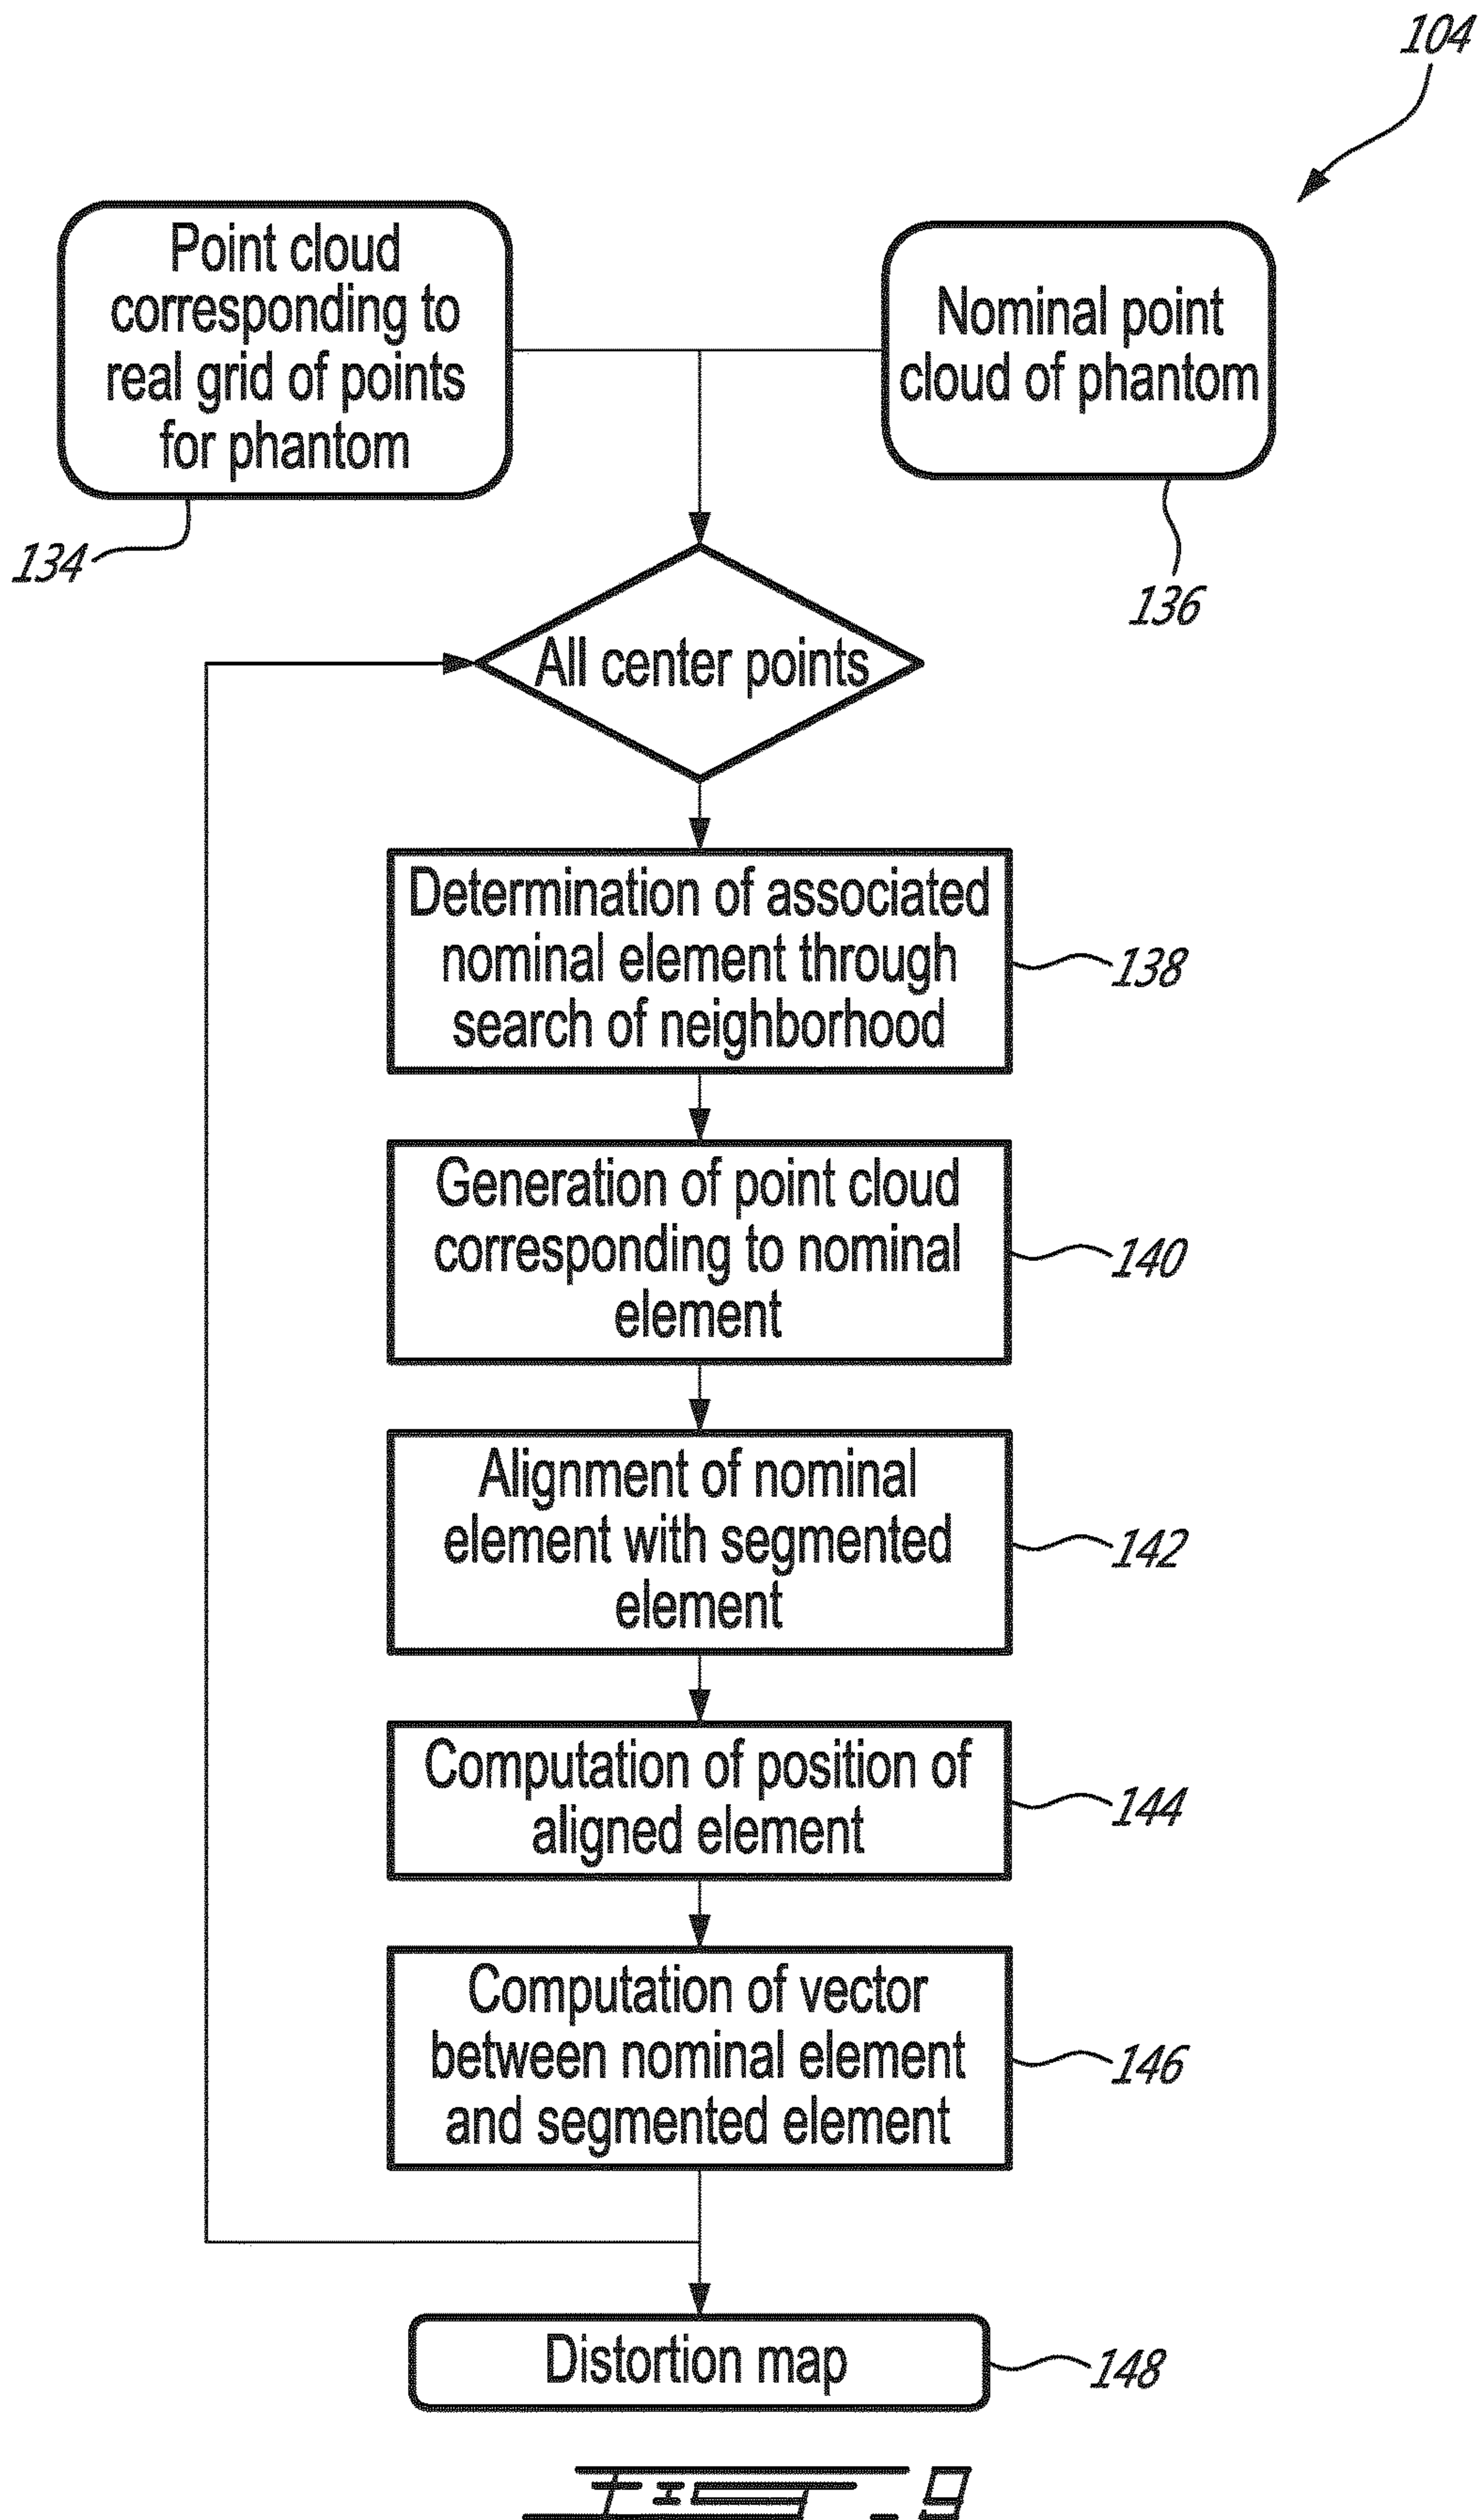 104
Point cloud
corresponding to
real grid of points
for phantom
134
Nominal point
cloud of phantom
136
All center points
Determination of associated
nominal element through
search of neighborhood
138
Generation of point cloud
corresponding to nominal
element
140
Alignment of nominal
element with segmented
element
142
Computation of position of
aligned element
144
Computation of vector
between nominal element
and segmented element
146
Distortion map
148
FIG - 9